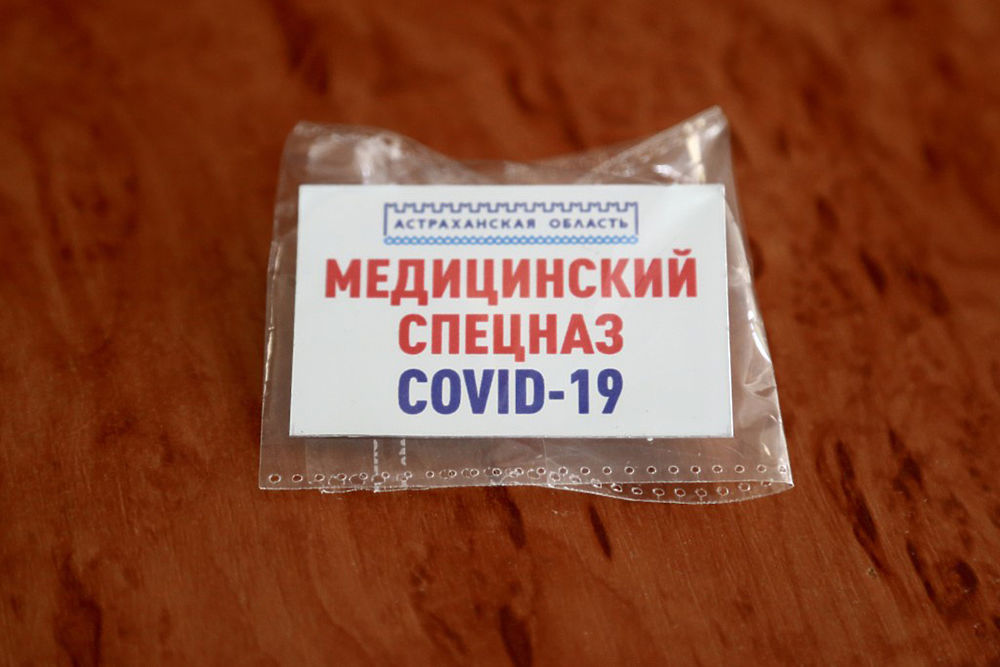 АСТРАХАНСКАЯ ОБЛАСТЬ
МЕДИЦИНСКИЙ
СПЕЦНАЗ
COVID-19